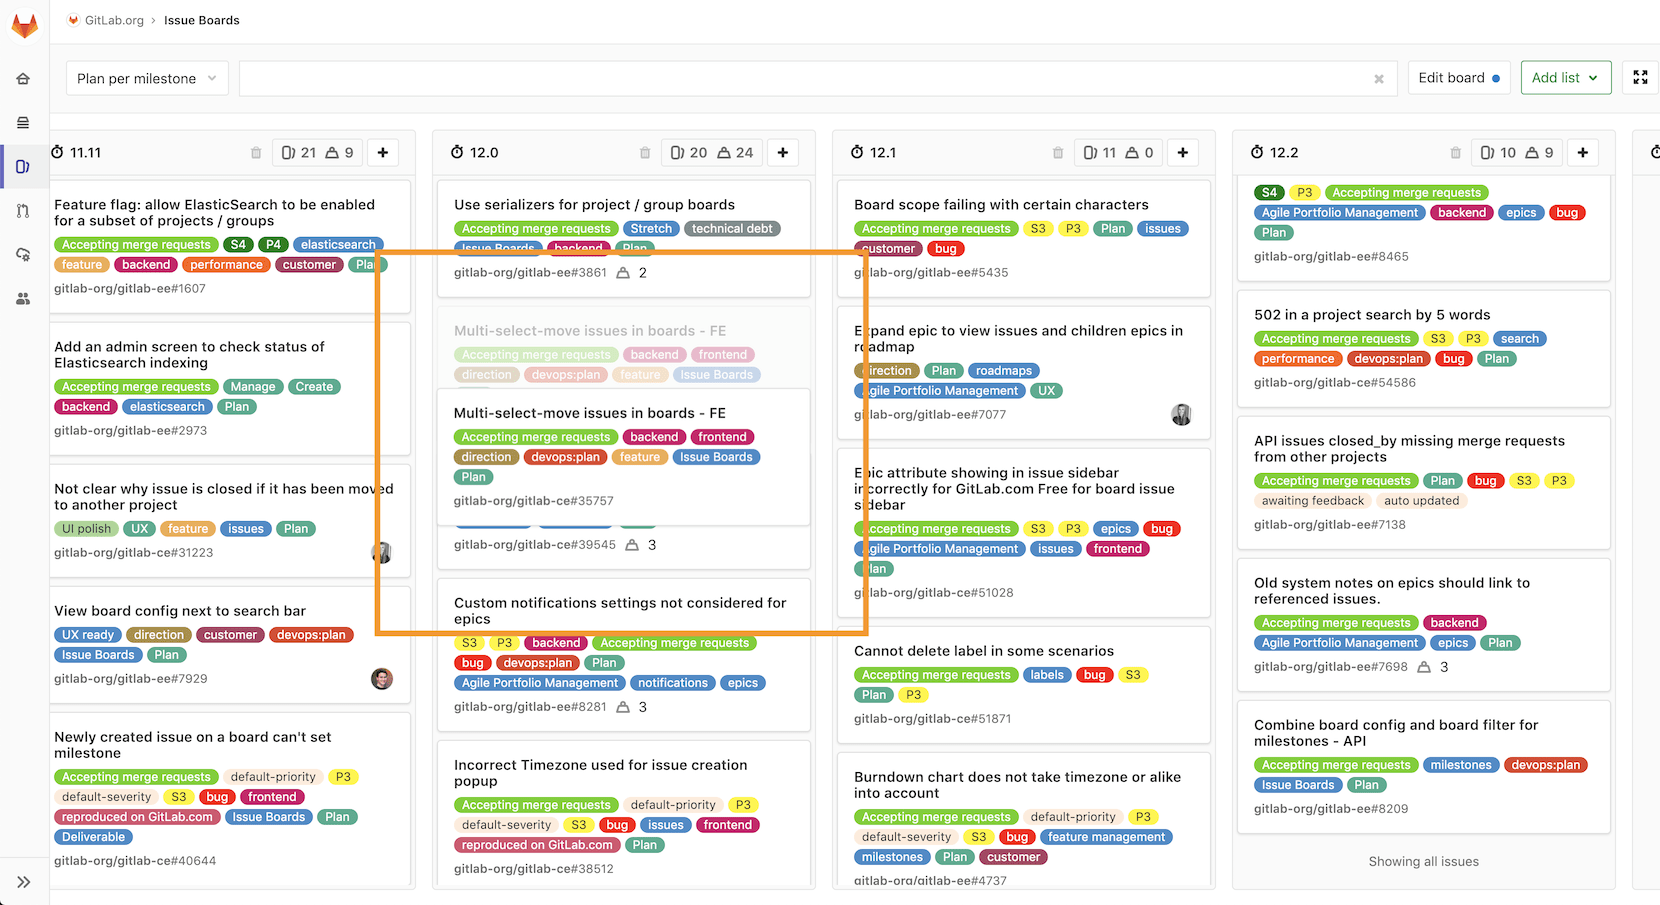 GitLab.org › Issue Boards
Plan per milestone
Edit board
Add list
11.11
21 9
Feature flag: allow ElasticSearch to be enabled
for a subset of projects / groups
Accepting merge requests S4 P4 elasticsearch
feature backend performance customer Plan
gitlab-org/gitlab-ee#1607
Add an admin screen to check status of
Elasticsearch indexing
Accepting merge requests Manage Create
backend elasticsearch Plan
gitlab-org/gitlab-ee#2973
Not clear why issue is closed if it has been moved
to another project
UI polish UX feature issues Plan
gitlab-org/gitlab-ce#31223
View board config next to search bar
UX ready direction customer devops:plan
Issue Boards Plan
gitlab-org/gitlab-ee#7929
Newly created issue on a board can't set
milestone
Accepting merge requests default-priority P3
default-severity S3 bug frontend
reproduced on GitLab.com Issue Boards Plan
Deliverable
gitlab-org/gitlab-ce#40644
12.0
20 24
Use serializers for project / group boards
Accepting merge requests Stretch technical debt
Issue Boards backend Plan
gitlab-org/gitlab-ee#3861 2
Multi-select-move issues in boards - FE
Accepting merge requests backend frontend
direction devops:plan feature Issue Boards
Multi-select-move issues in boards - FE
Accepting merge requests backend frontend
direction devops:plan feature Issue Boards
Plan
gitlab-org/gitlab-ce#35757
gitlab-org/gitlab-ce#39545 3
Custom notifications settings not considered for
epics
S3 P3 backend Accepting merge requests
bug devops:plan Plan
Agile Portfolio Management notifications epics
gitlab-org/gitlab-ee#8281 3
Incorrect Timezone used for issue creation
popup
Accepting merge requests default-priority P3
default-severity S3 bug issues frontend
reproduced on GitLab.com Plan
gitlab-org/gitlab-ce#38512
12.1
11 0
Board scope failing with certain characters
Accepting merge requests S3 P3 Plan issues
customer bug
gitlab-org/gitlab-ee#5435
Expand epic to view issues and children epics in
roadmap
direction Plan roadmaps
Agile Portfolio Management UX
gitlab-org/gitlab-ee#7077
Epic attribute showing in issue sidebar
incorrectly for GitLab.com Free for board issue
sidebar
Accepting merge requests S3 P3 epics bug
Agile Portfolio Management issues frontend
Plan
gitlab-org/gitlab-ce#51028
Cannot delete label in some scenarios
Accepting merge requests labels bug S3
Plan P3
gitlab-org/gitlab-ce#51871
Burndown chart does not take timezone or alike
into account
Accepting merge requests default-priority P3
default-severity S3 bug feature management
milestones Plan customer
gitlab-org/gitlab-ee#4737
12.2
10 9
S4 P3 Accepting merge requests
Agile Portfolio Management backend epics bug
Plan
gitlab-org/gitlab-ee#8465
502 in a project search by 5 words
Accepting merge requests S3 P3 search
performance devops:plan bug Plan
gitlab-org/gitlab-ce#54586
API issues closed_by missing merge requests
from other projects
Accepting merge requests Plan bug S3 P3
awaiting feedback auto updated
gitlab-org/gitlab-ee#7138
Old system notes on epics should link to
referenced issues.
Accepting merge requests backend
Agile Portfolio Management epics Plan
gitlab-org/gitlab-ee#7698 3
Combine board config and board filter for
milestones - API
Accepting merge requests milestones devops:plan
Issue Boards Plan
gitlab-org/gitlab-ee#8209
Showing all issues